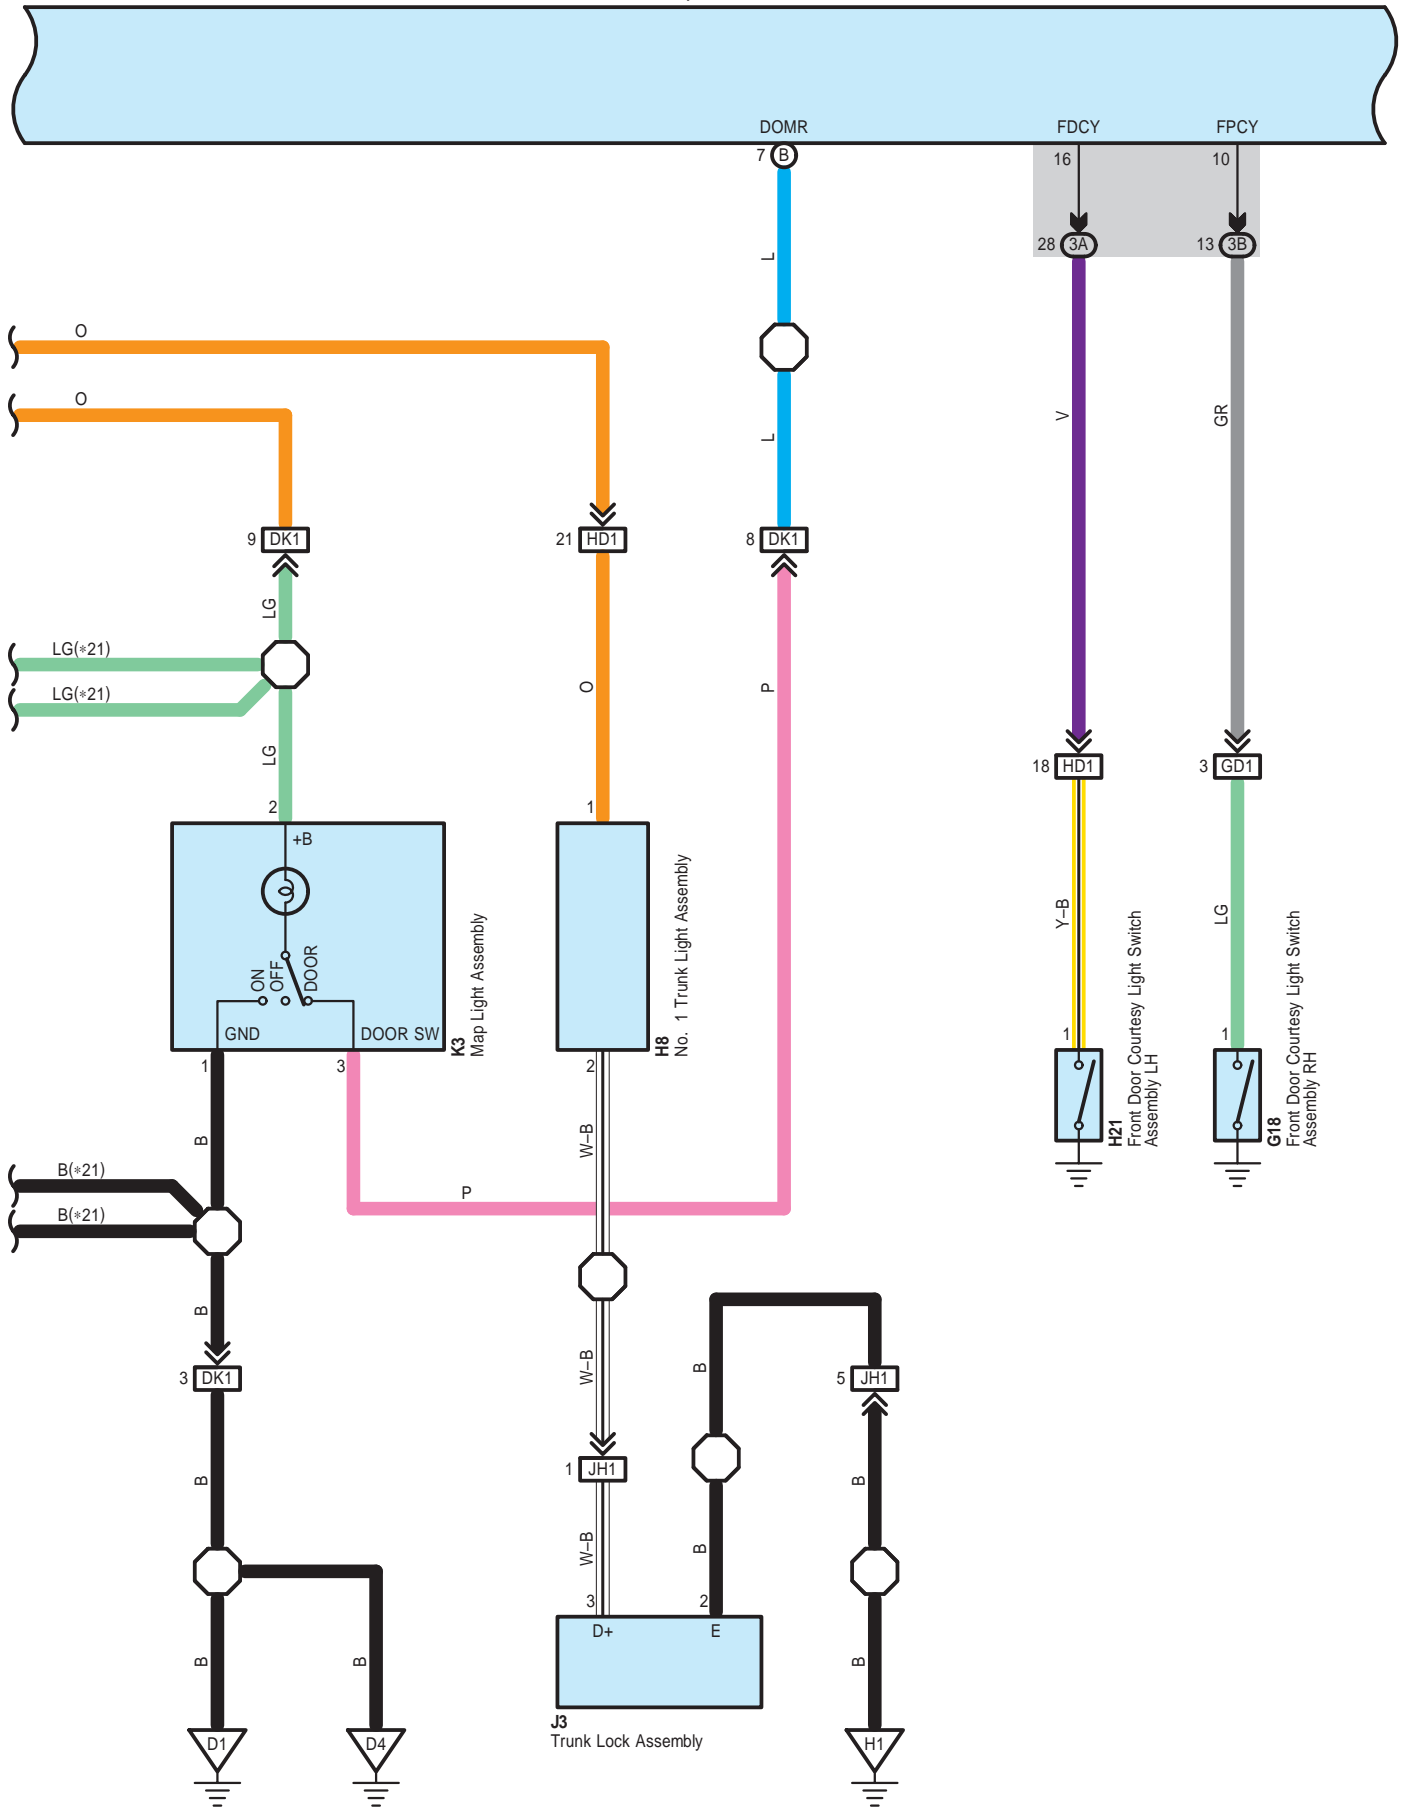 DOMR
FDCY
FPCY
7 B
16
10
28 3A
13 3B
L
O
O
V
GR
L
9 DK1
21 HD1
8 DK1
LG
LG(*21)
LG(*21)
O
P
LG
18 HD1
3 GD1
2
1
+B
ON
OFF
DOOR
GND
DOOR SW
K3
Map Light Assembly
H8
No. 1 Trunk Light Assembly
Y-B
LG
1
1
H21
Front Door Courtesy Light Switch
Assembly LH
G18
Front Door Courtesy Light Switch
Assembly RH
1
3
2
B
W-B
B(*21)
P
B(*21)
B
W-B
B
3 DK1
5 JH1
1 JH1
B
B
W-B
B
3
2
D+
E
B
B
B
J3
Trunk Lock Assembly
D1
D4
H1